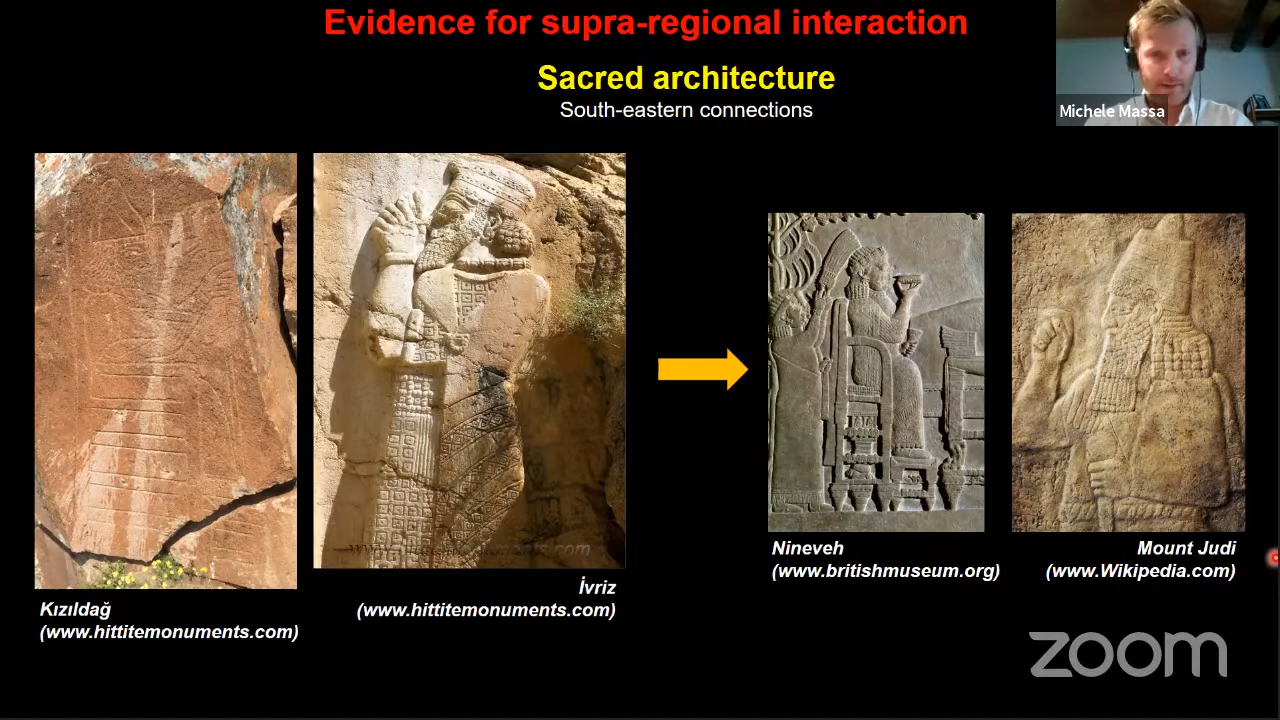 Evidence for supra-regional interaction
Sacred architecture
South-eastern connections
Michele Massa
Kızıldağ
(www.hittitemonuments.com)
İvriz
(www.hittitemonuments.com)
Nineveh
(www.britishmuseum.org)
Mount Judi
(www.Wikipedia.com)
zoom